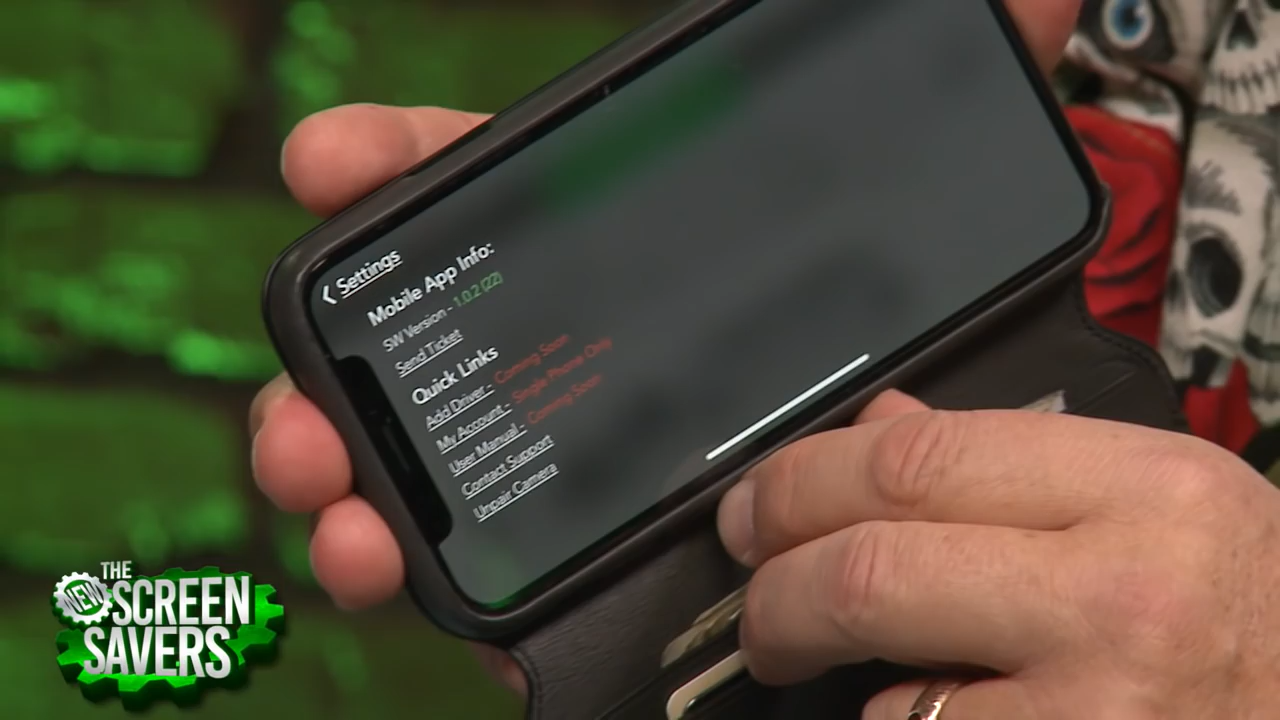 Settings
Mobile App Info:
SW Version - 1.0.2 (22)
Send Ticket
Quick Links
Add Driver - Coming Soon
My Account - Single Phone Only
User Manual - Coming Soon
Contact Support
Unpair Camera
THE
NEW
SCREEN
SAVERS